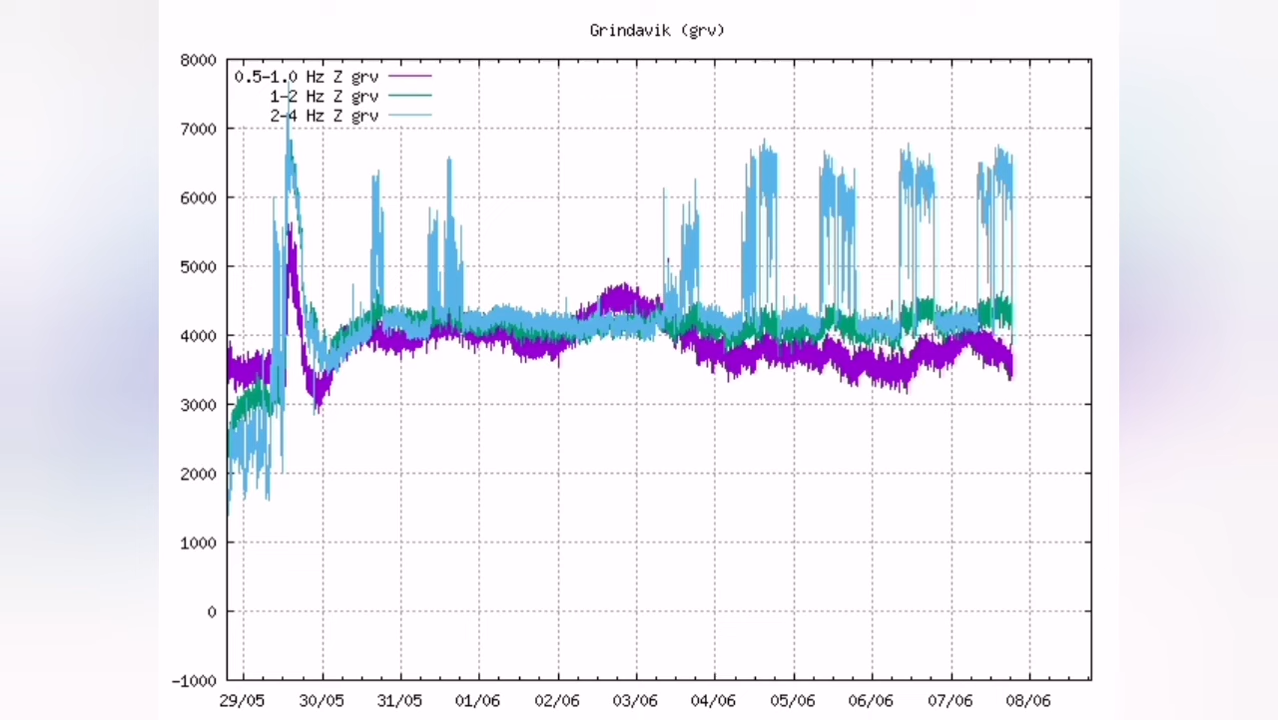 Grindavik (grv)
8000
0.5-1.0 Hz Z grv
1-2 Hz Z grv
2-4 Hz Z grv
7000
6000
5000
4000
3000
2000
1000
0
-1000
29/05 30/05 31/05 01/06 02/06 03/06 04/06 05/06 06/06 07/06 08/06